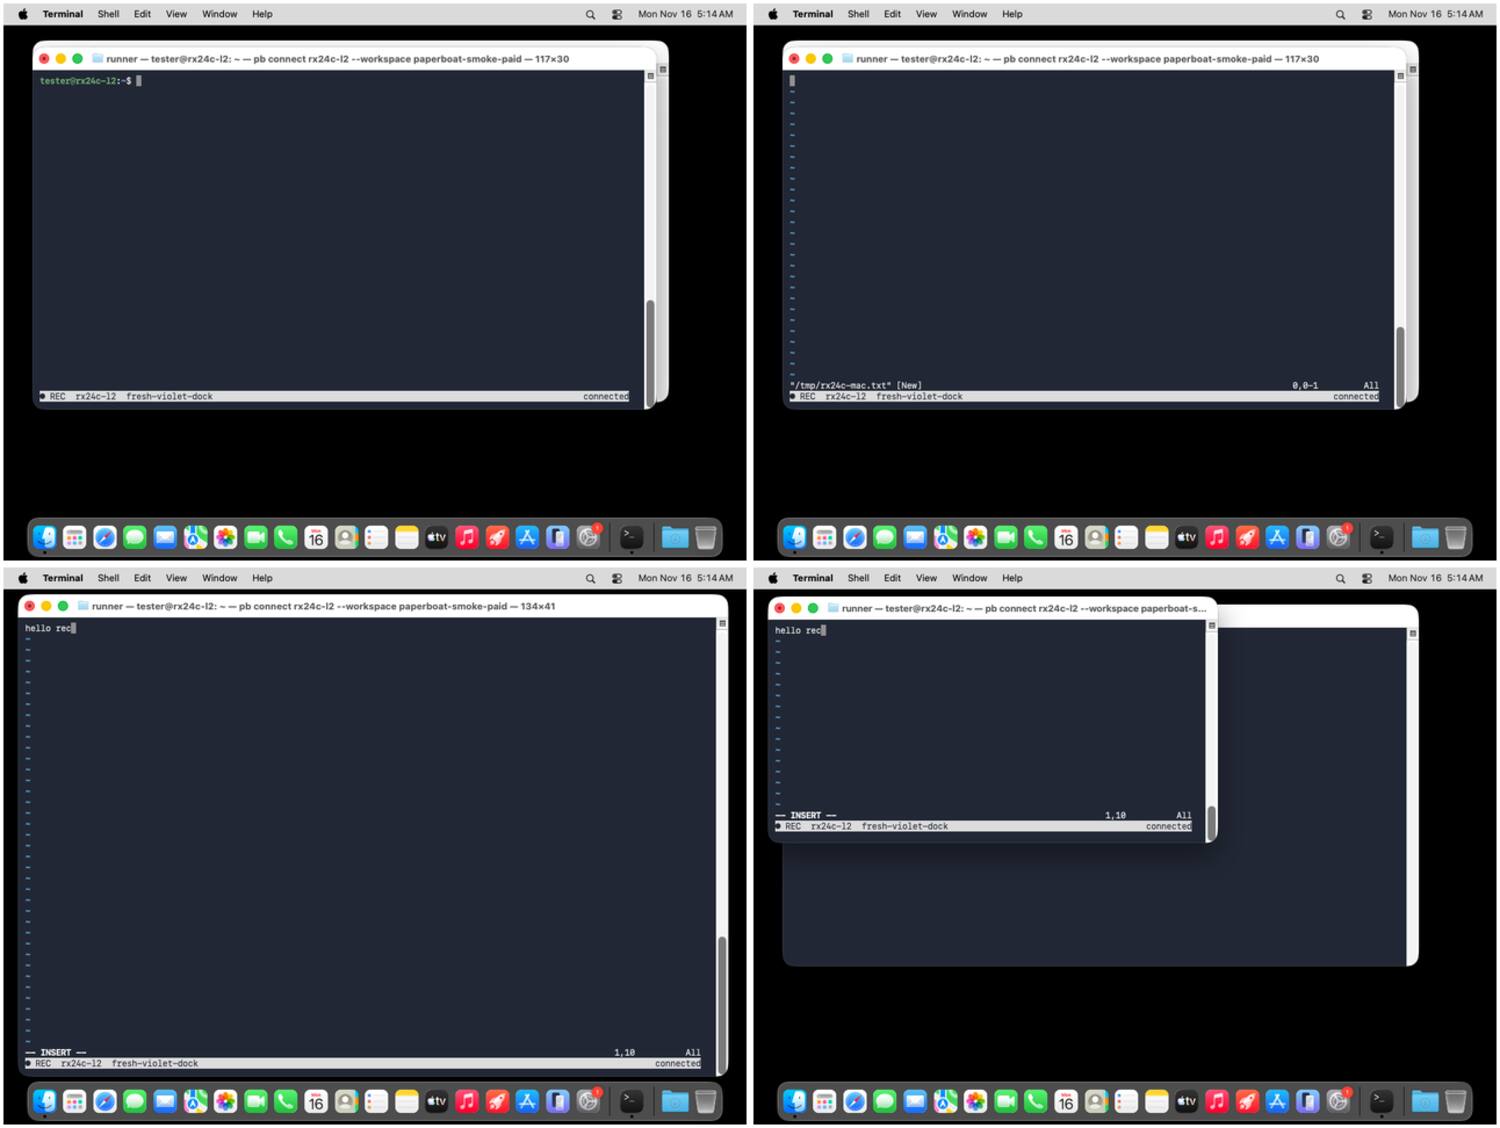 Terminal Shell Edit View Window Help Mon Nov 16 5:14 AM
runner — tester@rx24c-l2: ~ — pb connect rx24c-l2 --workspace paperboat-smoke-paid — 117×30
tester@rx24c-l2:~$
● REC rx24c-l2 fresh-violet-dock connected
16
tv
Terminal Shell Edit View Window Help Mon Nov 16 5:14 AM
runner — tester@rx24c-l2: ~ — pb connect rx24c-l2 --workspace paperboat-smoke-paid — 117×30
"/tmp/rx24c-mac.txt" [New] 0,0-1 All
● REC rx24c-l2 fresh-violet-dock connected
16
tv
Terminal Shell Edit View Window Help Mon Nov 16 5:14 AM
runner — tester@rx24c-l2: ~ — pb connect rx24c-l2 --workspace paperboat-smoke-paid — 134×41
hello rec
-- INSERT -- 1,10 All
● REC rx24c-l2 fresh-violet-dock connected
16
tv
Terminal Shell Edit View Window Help Mon Nov 16 5:14 AM
runner — tester@rx24c-l2: ~ — pb connect rx24c-l2 --workspace paperboat-s...
hello rec
-- INSERT -- 1,10 All
● REC rx24c-l2 fresh-violet-dock connected
16
tv